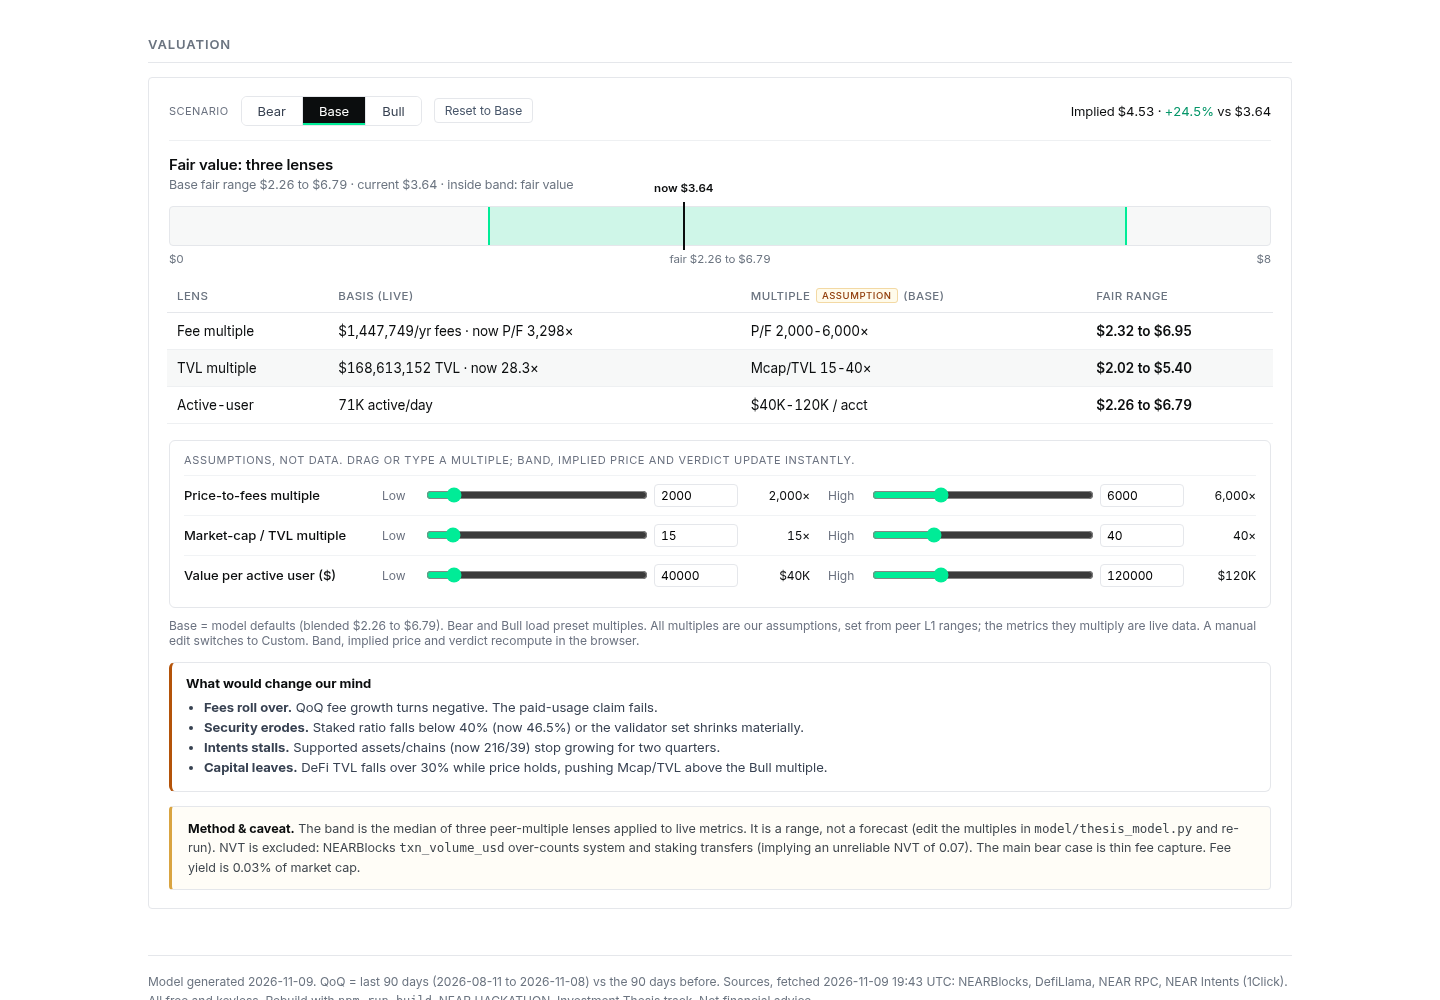 VALUATION
SCENARIO Bear Base Bull Reset to Base Implied $4.53 · +24.5% vs $3.64
Fair value: three lenses
Base fair range $2.26 to $6.79 · current $3.64 · inside band: fair value
now $3.64
$0 fair $2.26 to $6.79 $8
LENS BASIS (LIVE) MULTIPLE ASSUMPTION (BASE) FAIR RANGE
Fee multiple $1,447,749/yr fees · now P/F 3,298× P/F 2,000-6,000× $2.32 to $6.95
TVL multiple $168,613,152 TVL · now 28.3× Mcap/TVL 15-40× $2.02 to $5.40
Active-user 71K active/day $40K-120K / acct $2.26 to $6.79
ASSUMPTIONS, NOT DATA. DRAG OR TYPE A MULTIPLE; BAND, IMPLIED PRICE AND VERDICT UPDATE INSTANTLY.
Price-to-fees multiple Low 2000 2,000× High 6000 6,000×
Market-cap / TVL multiple Low 15 15× High 40 40×
Value per active user ($) Low 40000 $40K High 120000 $120K
Base = model defaults (blended $2.26 to $6.79). Bear and Bull load preset multiples. All multiples are our assumptions, set from peer L1 ranges; the metrics they multiply are live data. A manual
edit switches to Custom. Band, implied price and verdict recompute in the browser.
What would change our mind
• Fees roll over. QoQ fee growth turns negative. The paid-usage claim fails.
• Security erodes. Staked ratio falls below 40% (now 46.5%) or the validator set shrinks materially.
• Intents stalls. Supported assets/chains (now 216/39) stop growing for two quarters.
• Capital leaves. DeFi TVL falls over 30% while price holds, pushing Mcap/TVL above the Bull multiple.
Method & caveat. The band is the median of three peer-multiple lenses applied to live metrics. It is a range, not a forecast (edit the multiples in model/thesis_model.py and re-
run). NVT is excluded: NEARBlocks txn_volume_usd over-counts system and staking transfers (implying an unreliable NVT of 0.07). The main bear case is thin fee capture. Fee
yield is 0.03% of market cap.
Model generated 2026-11-09. QoQ = last 90 days (2026-08-11 to 2026-11-08) vs the 90 days before. Sources, fetched 2026-11-09 19:43 UTC: NEARBlocks, DefiLlama, NEAR RPC, NEAR Intents (1Click).
All free and keyless. Rebuild with npm run build. NEAR HACKATHON, Investment Thesis track. Not financial advice.